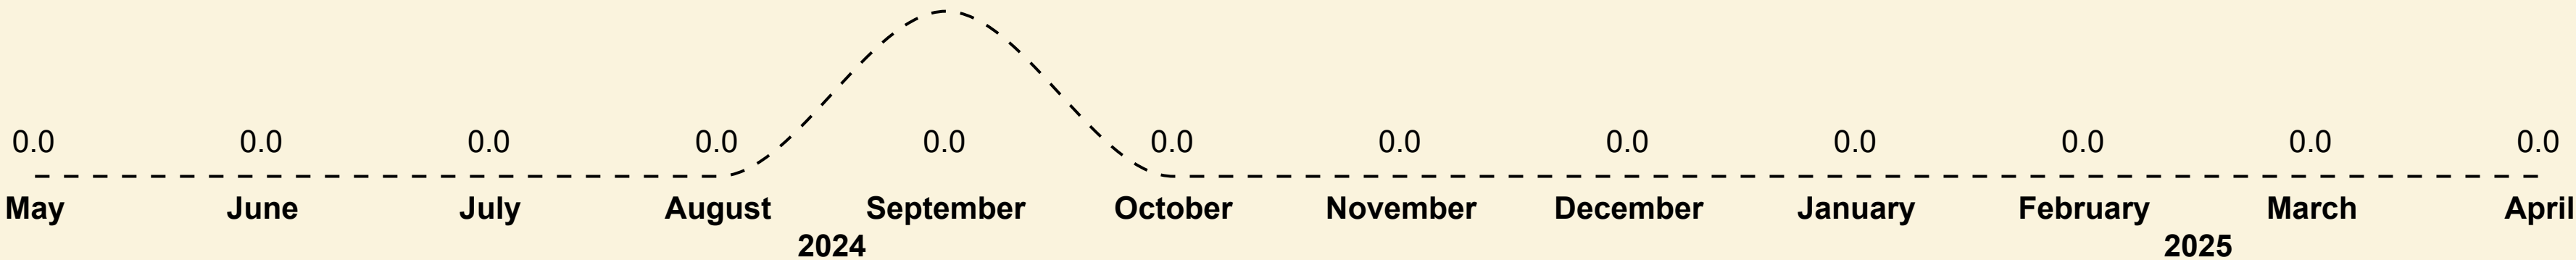 0.0 0.0 0.0 0.0 0.0 0.0 0.0 0.0 0.0 0.0 0.0 0.0
May June July August September October November December January February March April
2024 2025